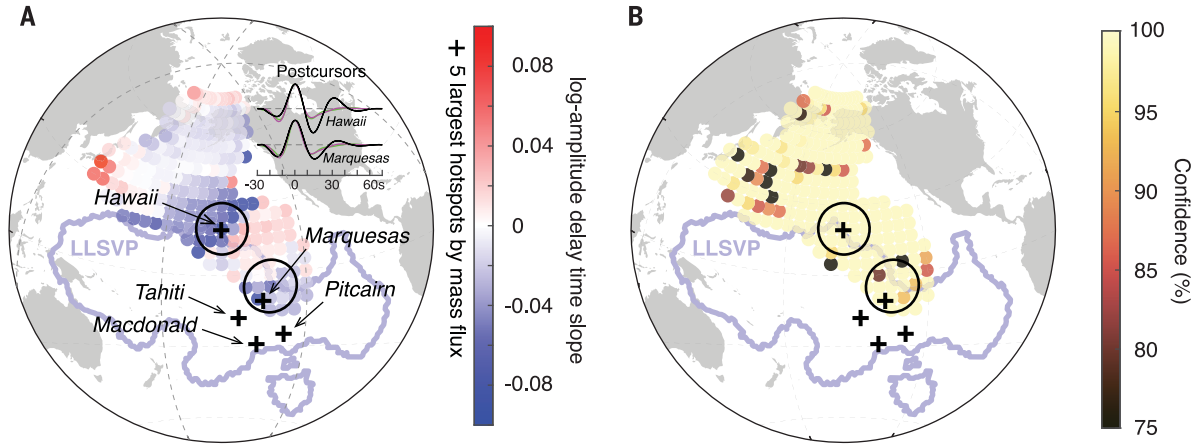 A
Postcursors
Hawaii
Marquesas
-30 0 30 60s
Hawaii
LLSVP
Marquesas
Tahiti
Pitcairn
Macdonald
+ 5 largest hotspots by mass flux
0.08
0.04
0
-0.04
-0.08
log-amplitude delay time slope
B
LLSVP
100
95
90
85
80
75
Confidence (%)